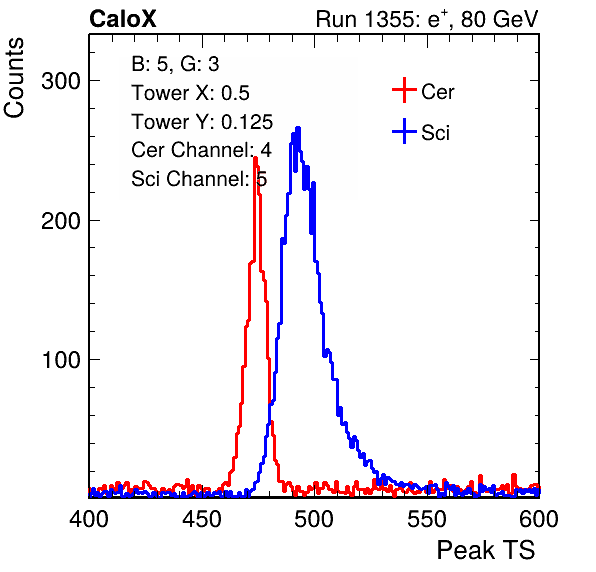 CaloX Run 1355: e⁺, 80 GeV
Counts
B: 5, G: 3
Tower X: 0.5
Tower Y: 0.125
Cer Channel: 4
Sci Channel: 5
Cer
Sci
300
200
100
400 450 500 550 600
Peak TS